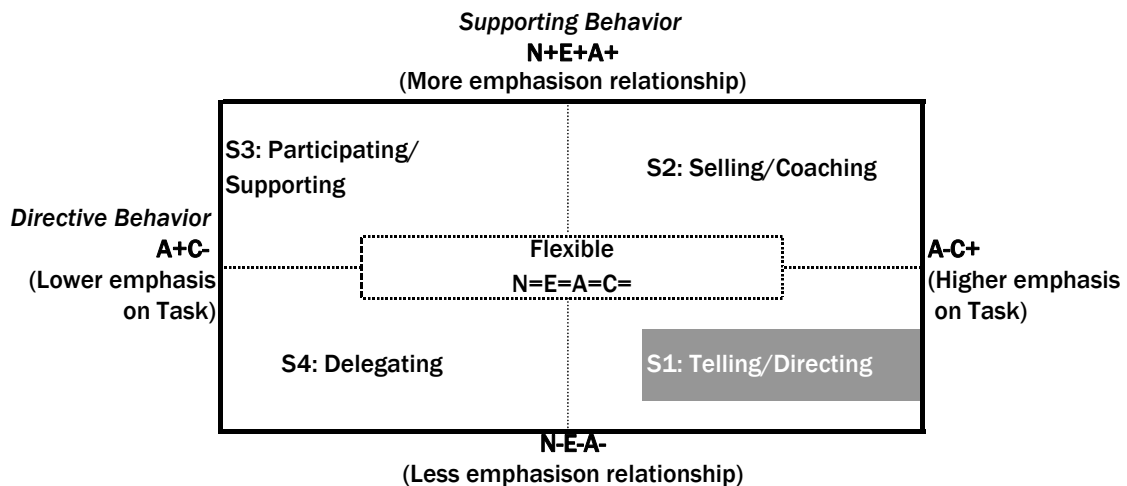 Supporting Behavior
N+E+A+
(More emphasison relationship)
S3: Participating/
Supporting
S2: Selling/Coaching
Directive Behavior
A+C-
(Lower emphasis
on Task)
Flexible
N=E=A=C=
A-C+
(Higher emphasis
on Task)
S4: Delegating
S1: Telling/Directing
N-E-A-
(Less emphasison relationship)